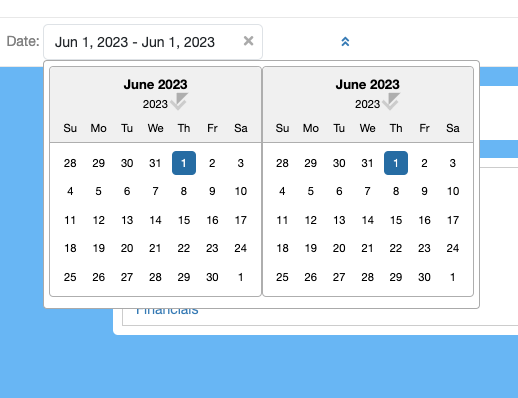 Date: Jun 1, 2023 - Jun 1, 2023
June 2023
2023
Su Mo Tu We Th Fr Sa
28 29 30 31 1 2 3
4 5 6 7 8 9 10
11 12 13 14 15 16 17
18 19 20 21 22 23 24
25 26 27 28 29 30 1
June 2023
2023
Su Mo Tu We Th Fr Sa
28 29 30 31 1 2 3
4 5 6 7 8 9 10
11 12 13 14 15 16 17
18 19 20 21 22 23 24
25 26 27 28 29 30 1
Financials